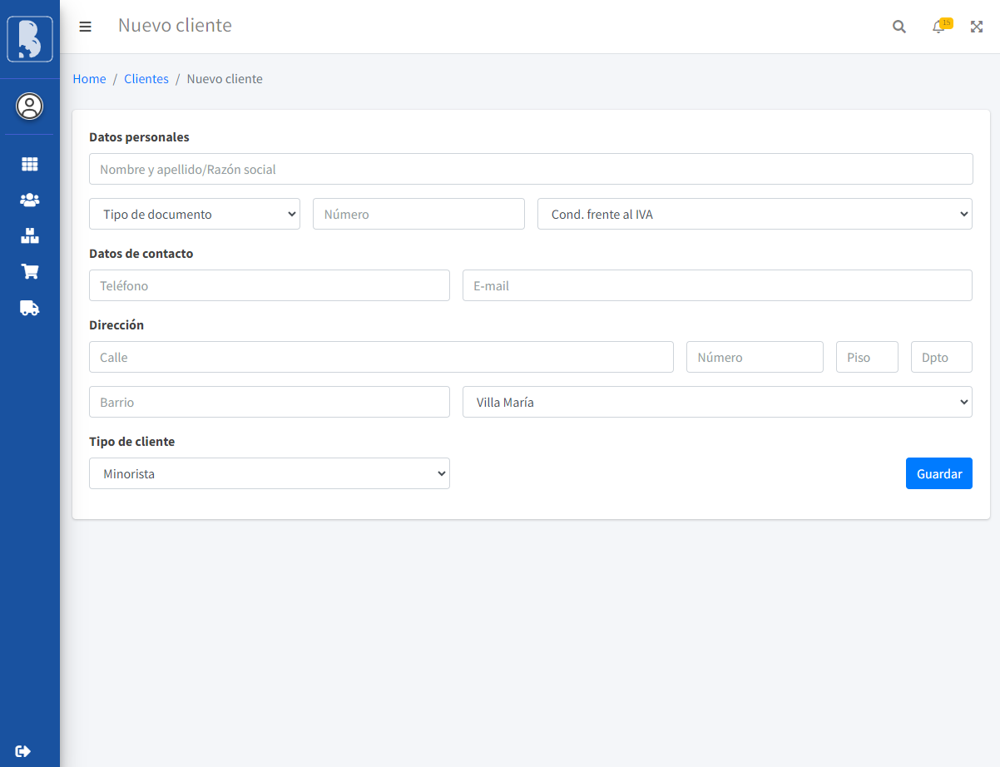 Nuevo cliente
15
Home / Clientes / Nuevo cliente
Datos personales
Nombre y apellido/Razón social
Tipo de documento Número Cond. frente al IVA
Datos de contacto
Teléfono E-mail
Dirección
Calle Número Piso Dpto
Barrio Villa María
Tipo de cliente
Minorista Guardar